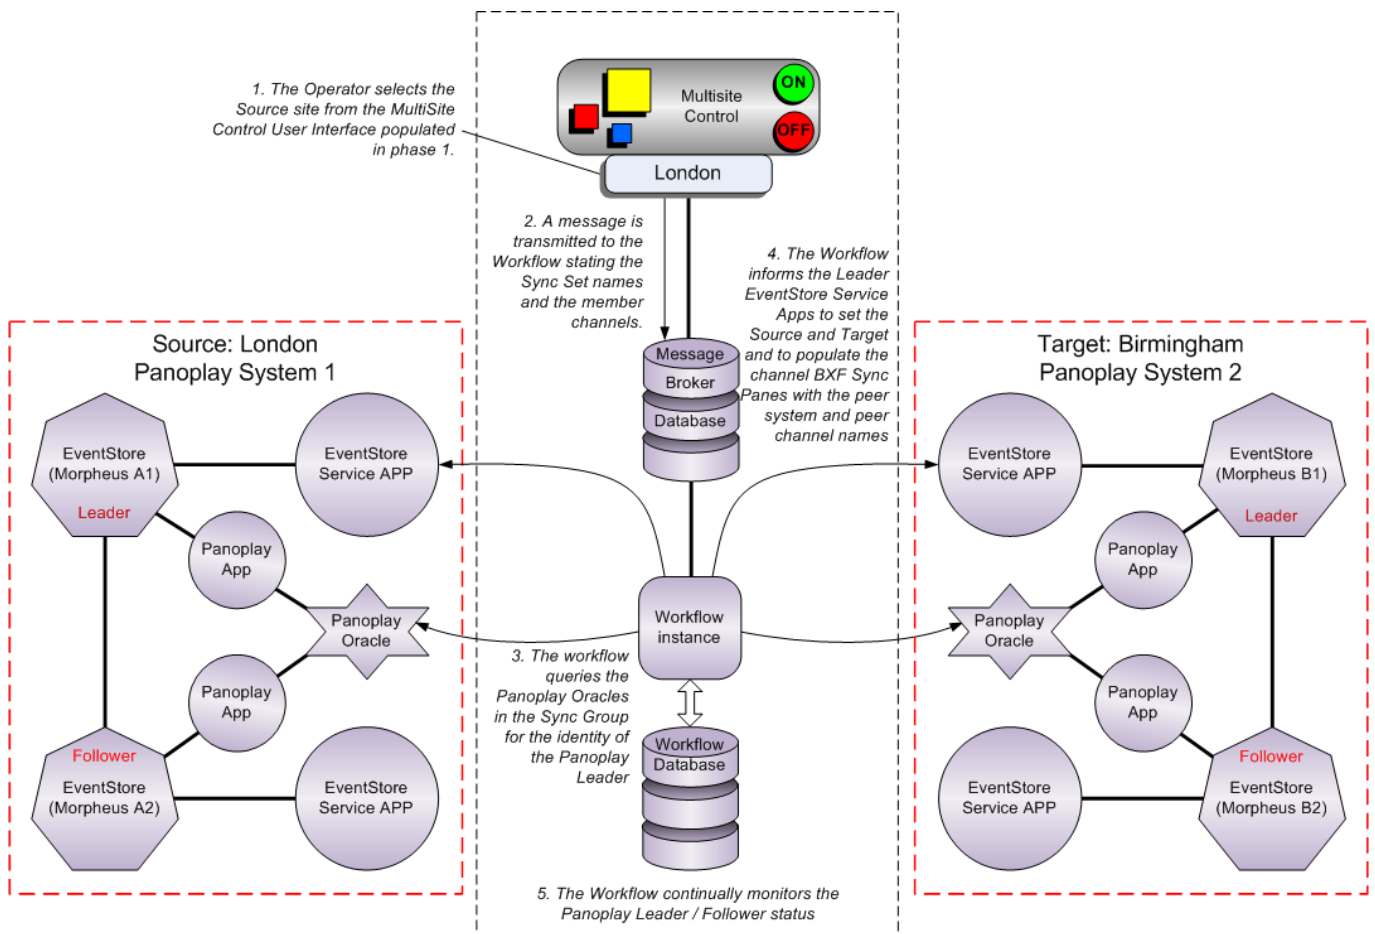 1. The Operator selects the
Source site from the MultiSite
Control User Interface populated
in phase 1.
Multisite
Control
ON
OFF
London
2. A message is
transmitted to the
Workflow stating the
Sync Set names
and the member
channels.
4. The Workflow
informs the Leader
EventStore Service
Apps to set the
Source and Target
and to populate the
channel BXF Sync
Panes with the peer
system and peer
channel names
Message
Broker
Database
Source: London
Panoplay System 1
EventStore
(Morpheus A1)
Leader
EventStore
Service APP
Panoplay
App
Panoplay
Oracle
Panoplay
App
Follower
EventStore
(Morpheus A2)
EventStore
Service APP
Workflow
instance
3. The workflow
queries the
Panoplay Oracles
in the Sync Group
for the identity of
the Panoplay
Leader
Workflow
Database
5. The Workflow continually monitors the
Panoplay Leader / Follower status
Target: Birmingham
Panoplay System 2
EventStore
Service APP
EventStore
(Morpheus B1)
Leader
Panoplay
App
Panoplay
Oracle
Panoplay
App
EventStore
Service APP
Follower
EventStore
(Morpheus B2)